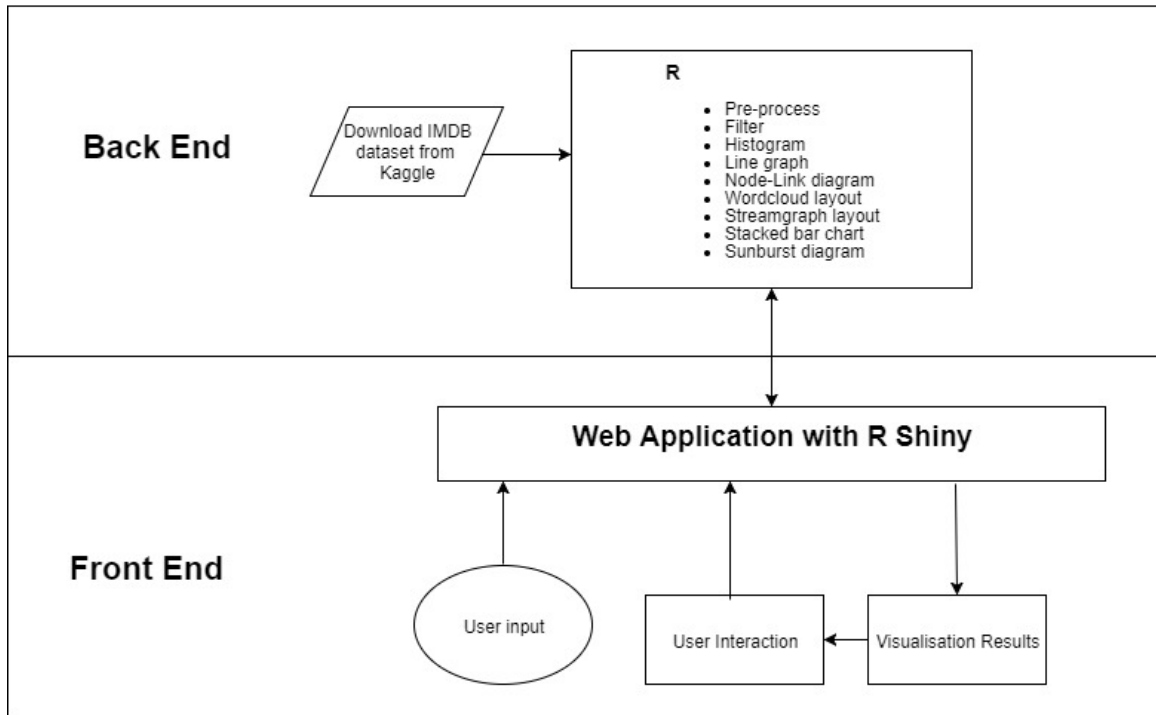 Back End
Download IMDB
dataset from
Kaggle
R
Pre-process
Filter
Histogram
Line graph
Node-Link diagram
Wordcloud layout
Streamgraph layout
Stacked bar chart
Sunburst diagram
Web Application with R Shiny
Front End
User input
User Interaction
Visualisation Results